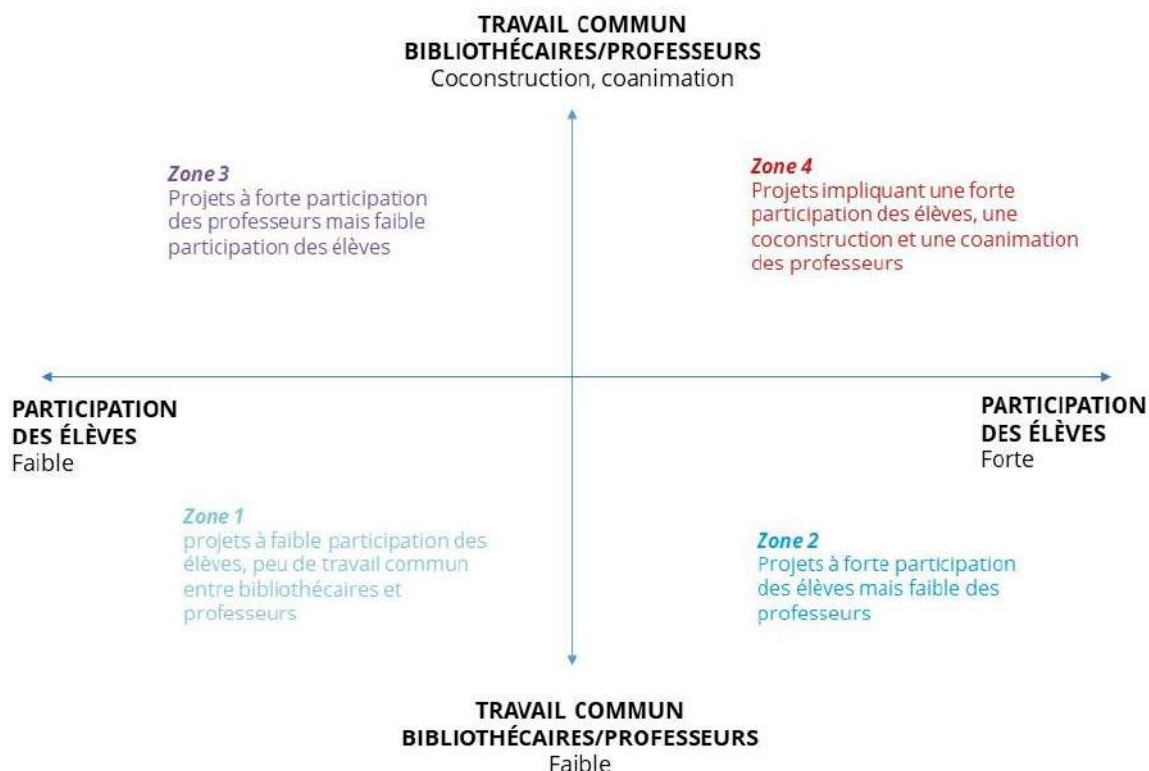 TRAVAIL COMMUN
BIBLIOTHÉCAIRES/PROFESSEURS
Coconstruction, coanimation
Zone 3
Projets à forte participation
des professeurs mais faible
participation des élèves
Zone 4
Projets impliquant une forte
participation des élèves, une
coconstruction et une coanimation
des professeurs
PARTICIPATION
DES ÉLÈVES
Faible
PARTICIPATION
DES ÉLÈVES
Forte
Zone 1
projets à faible participation des
élèves, peu de travail commun
entre bibliothécaires et
professeurs
Zone 2
Projets à forte participation
des élèves mais faible des
professeurs
TRAVAIL COMMUN
BIBLIOTHÉCAIRES/PROFESSEURS
Faible